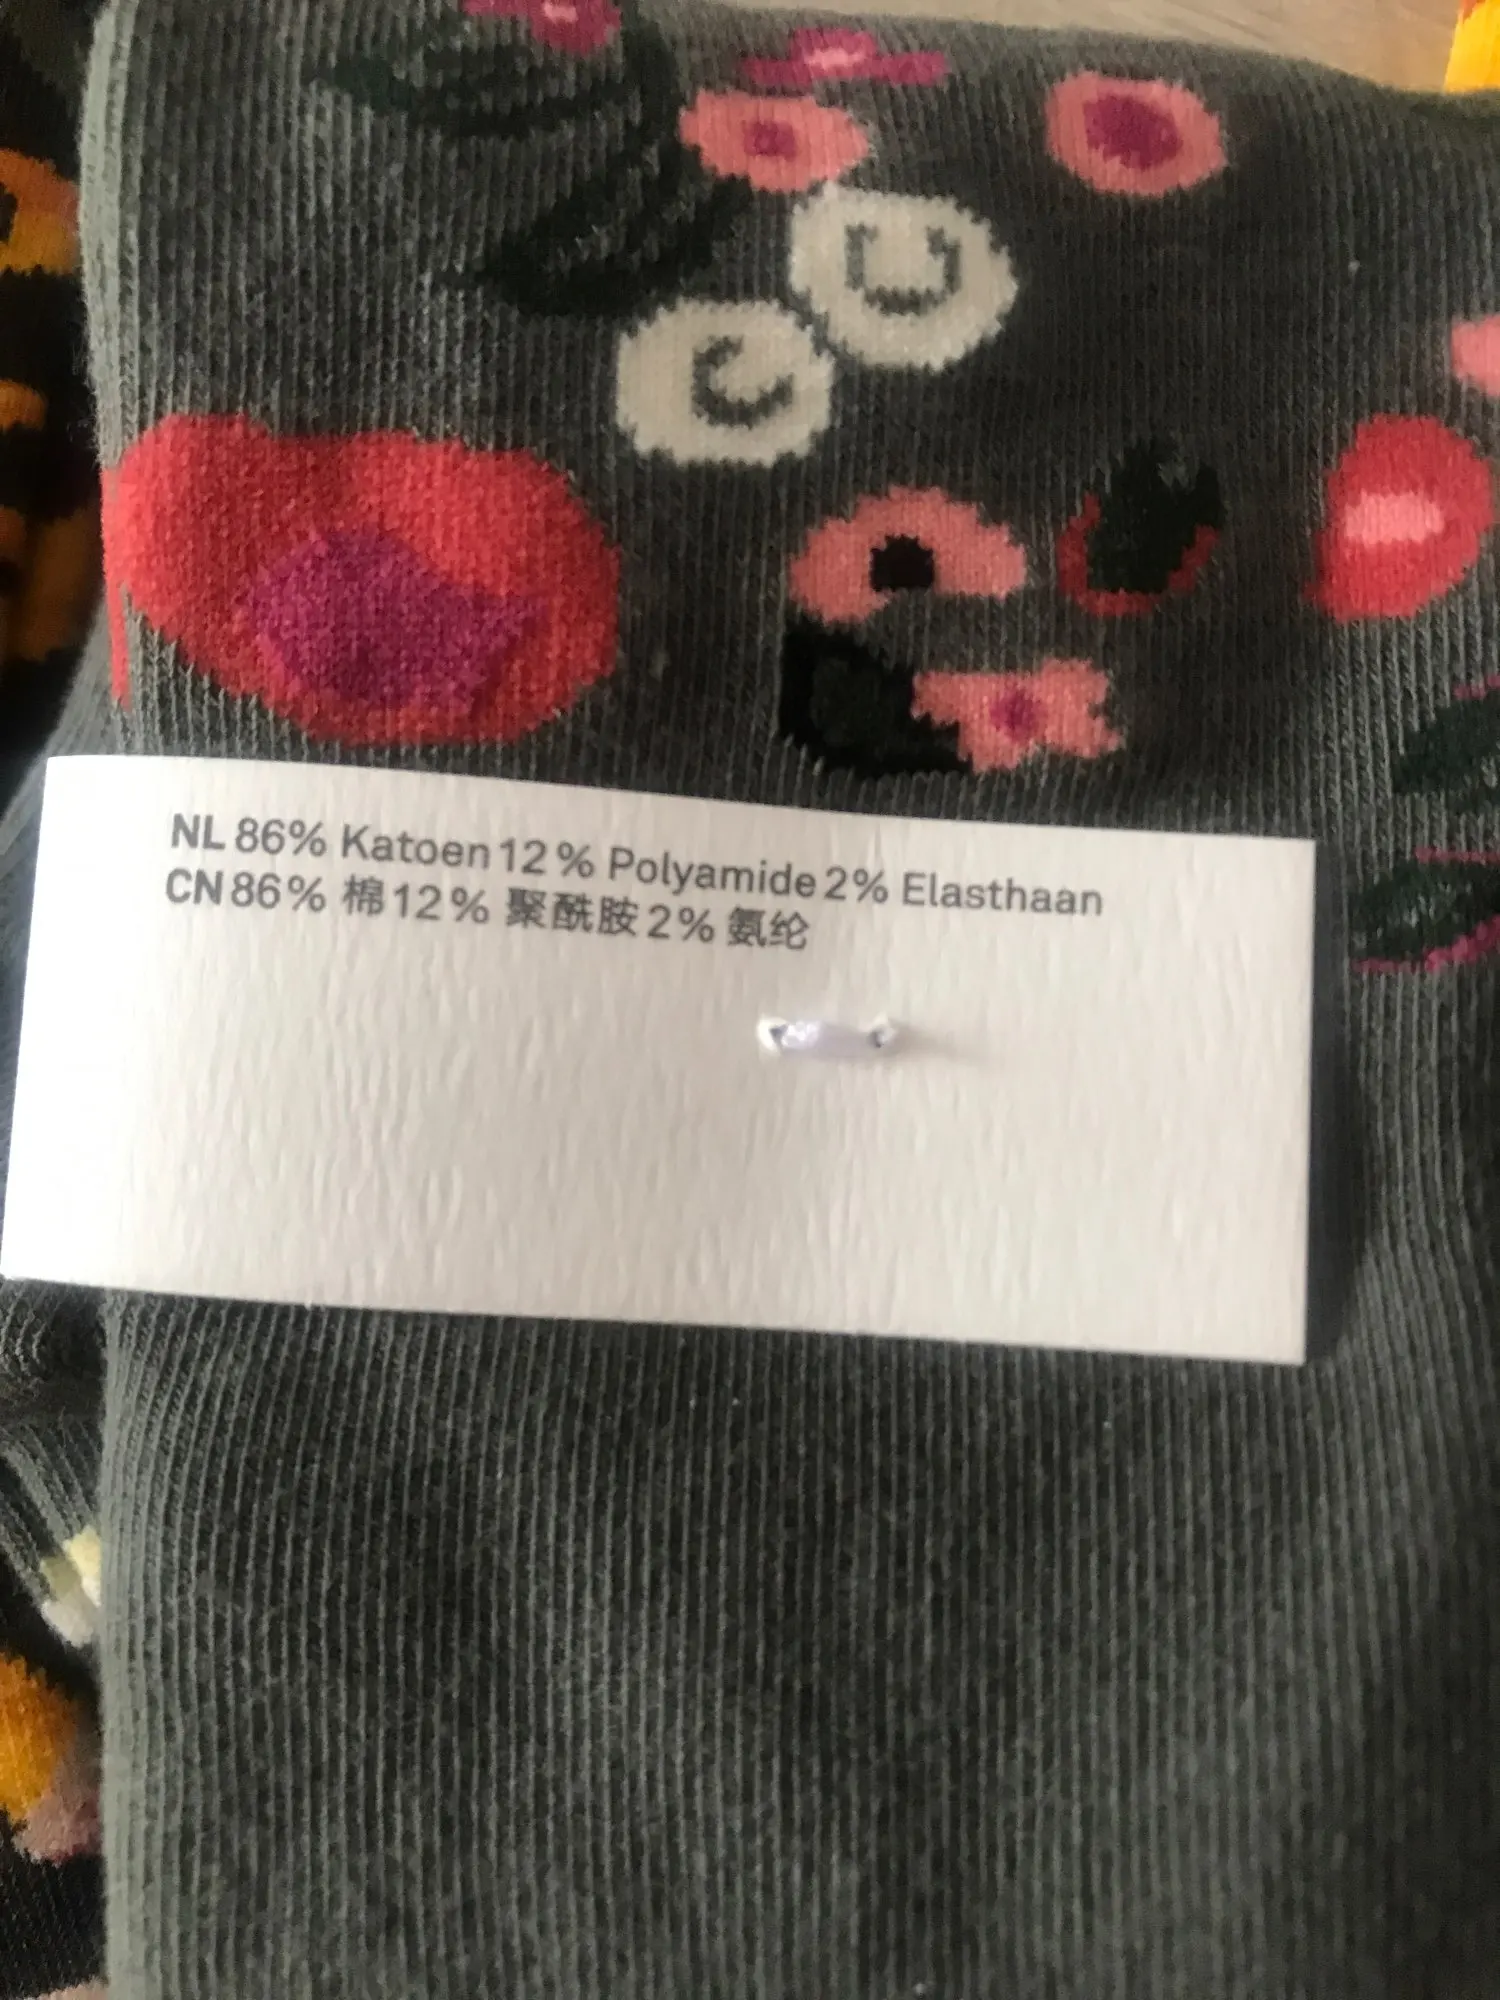 NL 86% Katoen 12% Polyamide 2% Elasthaan
CN 86% 棉 12% 聚酰胺 2% 氨纶